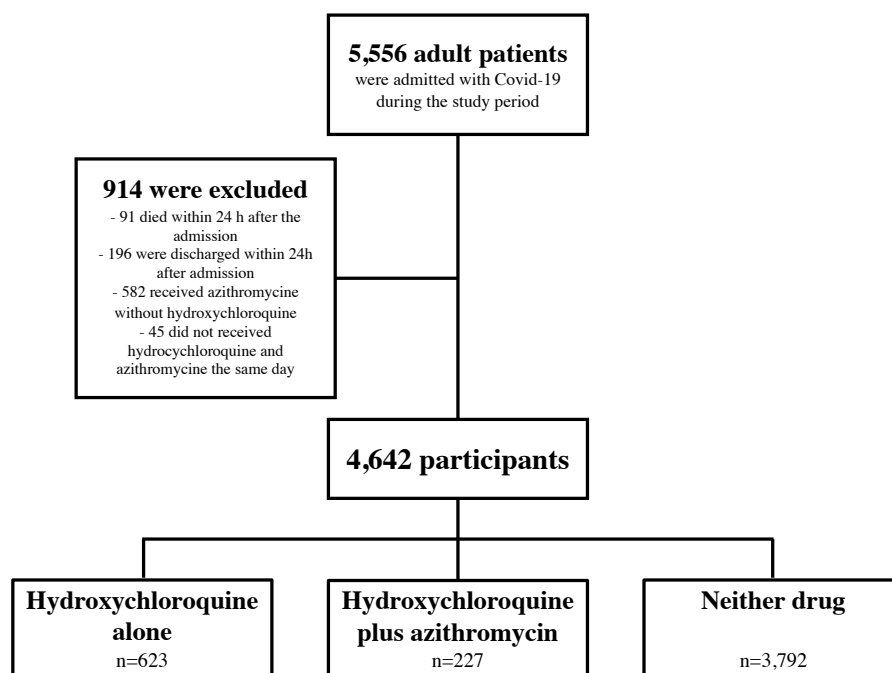 5,556 adult patients
were admitted with Covid-19
during the study period
914 were excluded
- 91 died within 24 h after the
admission
- 196 were discharged within 24h
after admission
- 582 received azithromycine
without hydroxychloroquine
- 45 did not received
hydrocychloroquine and
azithromycine the same day
4,642 participants
Hydroxychloroquine
alone
n=623
Hydroxychloroquine
plus azithromycin
n=227
Neither drug
n=3,792